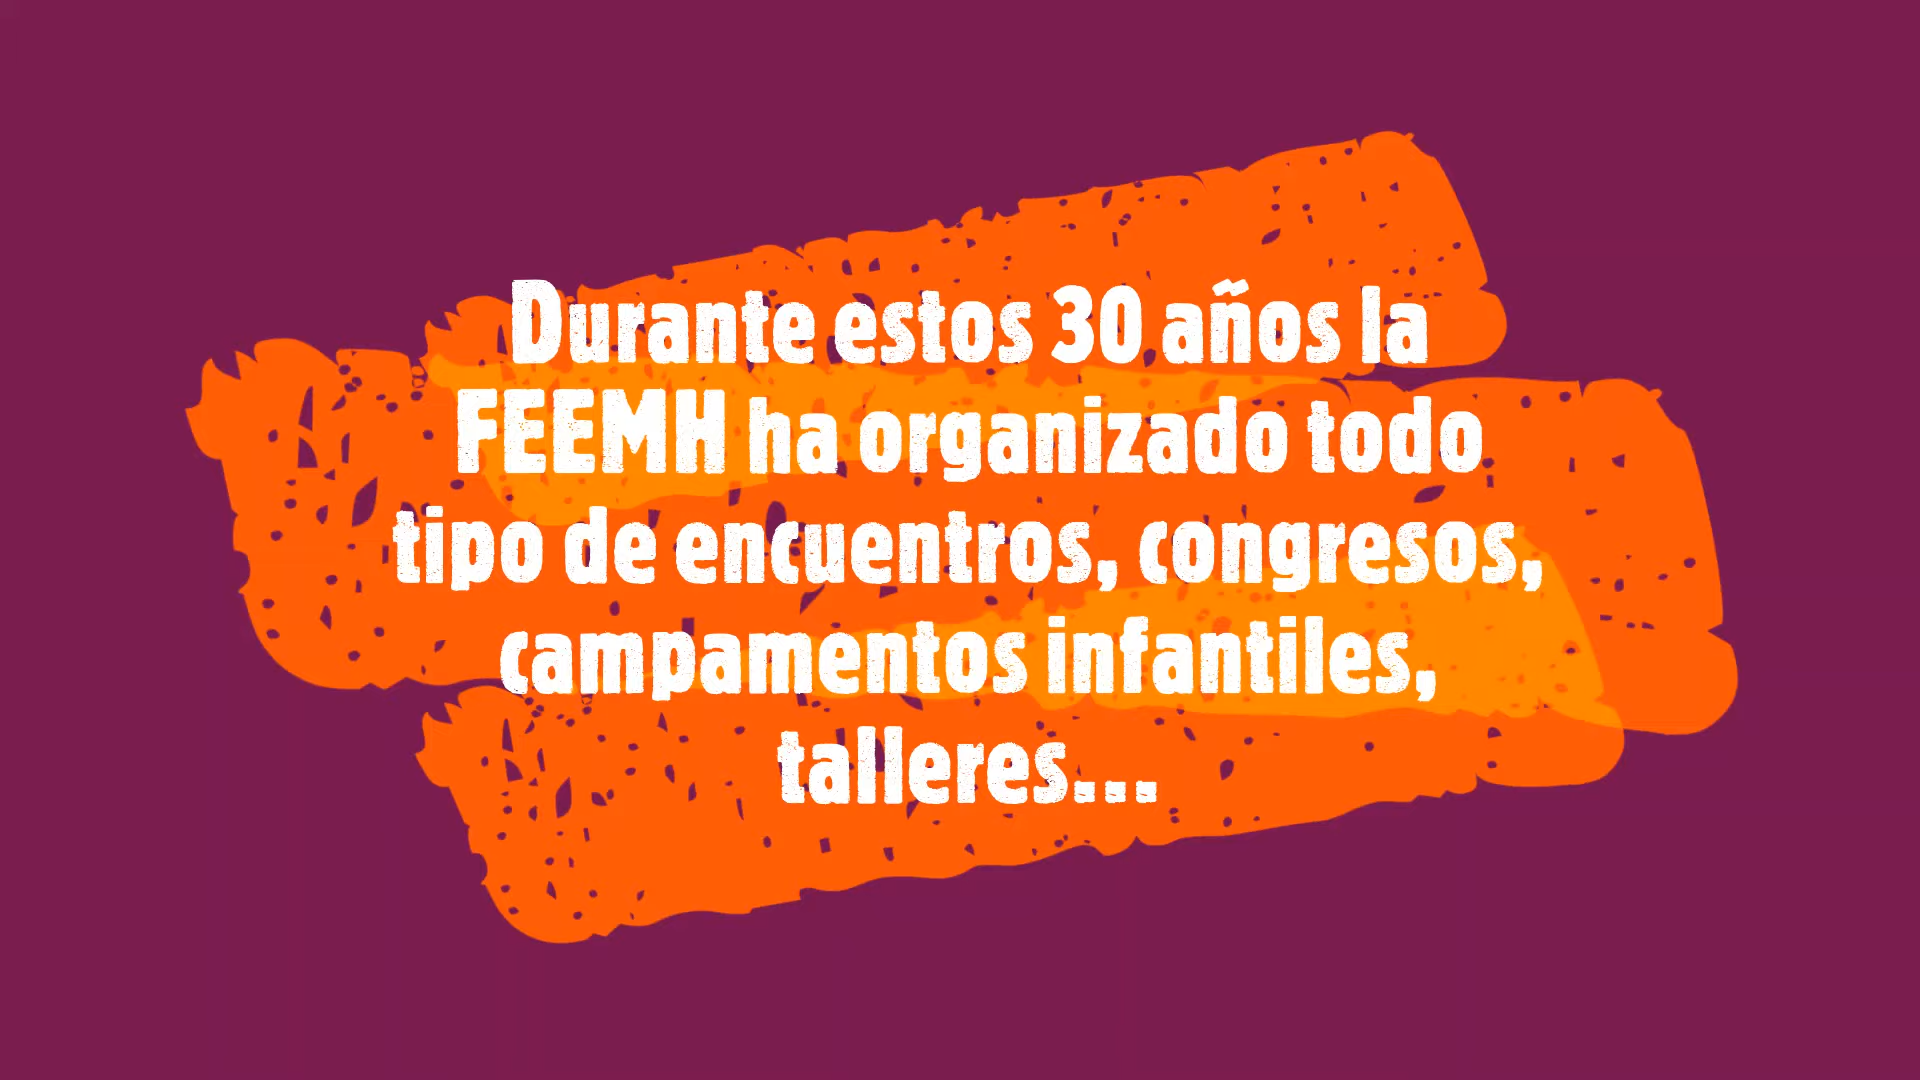 Durante estos 30 años la
FEEMH ha organizado todo
tipo de encuentros, congresos,
campamentos infantiles,
talleres...